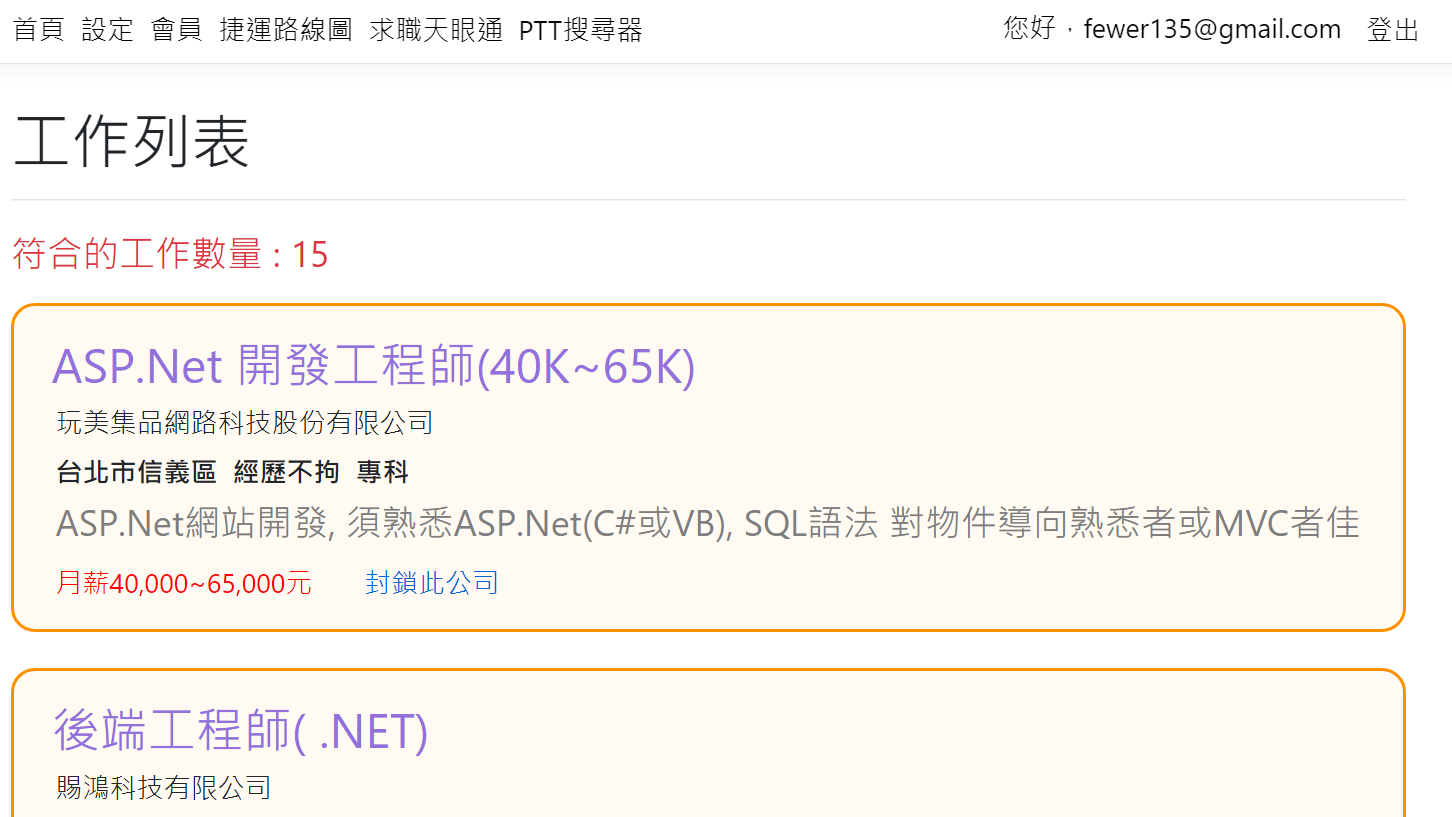 首頁 設定 會員 捷運路線圖 求職天眼通 PTT搜尋器 您好，fewer135@gmail.com 登出
工作列表
符合的工作數量 : 15
ASP.Net 開發工程師(40K~65K)
玩美集品網路科技股份有限公司
台北市信義區 經歷不拘 專科
ASP.Net網站開發, 須熟悉ASP.Net(C#或VB), SQL語法 對物件導向熟悉者或MVC者佳
月薪40,000~65,000元 封鎖此公司
後端工程師( .NET)
賜鴻科技有限公司